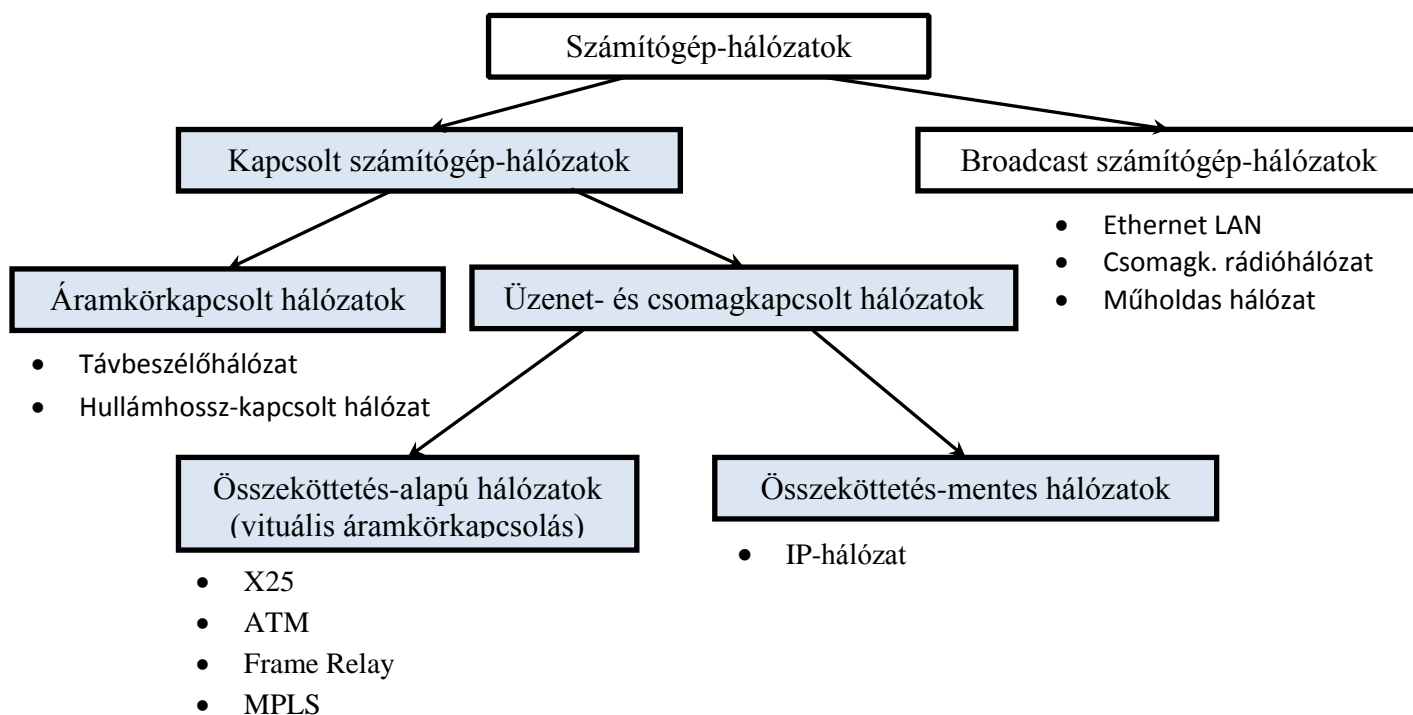 Számítógép-hálózatok
Kapcsolt számítógép-hálózatok
Broadcast számítógép-hálózatok
• Ethernet LAN
• Csomagk. rádióhálózat
• Műholdas hálózat
Áramkörkapcsolt hálózatok
• Távbeszélőhálózat
• Hullámhossz-kapcsolt hálózat
Üzenet- és csomagkapcsolt hálózatok
Összeköttetés-alapú hálózatok
(vituális áramkörkapcsolás)
• X25
• ATM
• Frame Relay
• MPLS
Összeköttetés-mentes hálózatok
• IP-hálózat